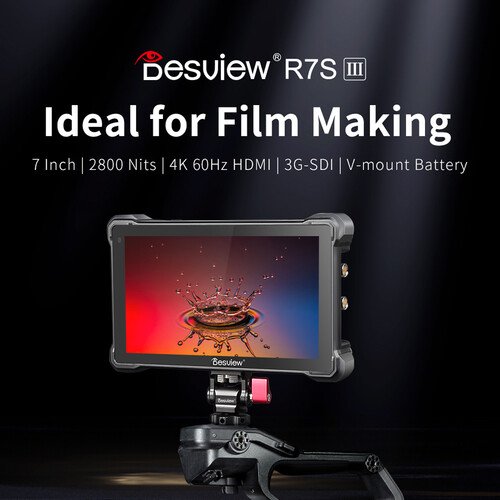 Desview® R7S III
Ideal for Film Making
7 Inch | 2800 Nits | 4K 60Hz HDMI | 3G-SDI | V-mount Battery
Desview®